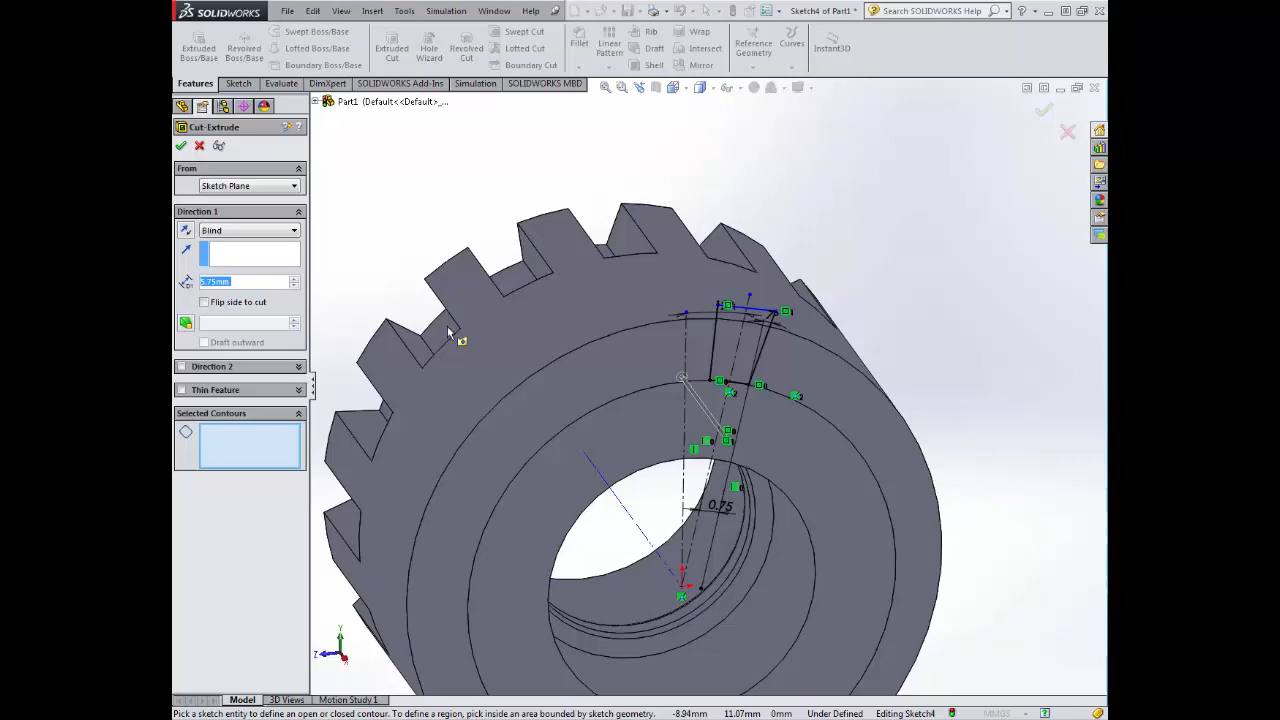 SOLIDWORKS File Edit View Insert Tools Simulation Window Help Sketch4 of Part1 * Search SolidWorks Help
Extruded Boss/Base Revolved Boss/Base Swept Boss/Base Lofted Boss/Base Boundary Boss/Base Extruded Cut Hole Wizard Revolved Cut Swept Cut Lofted Cut Boundary Cut Fillet Linear Pattern Rib Draft Shell Wrap Intersect Mirror Reference Geometry Curves Instant3D
Features Sketch Evaluate DimXpert SOLIDWORKS Add-Ins Simulation SOLIDWORKS MBD
Part1 (Default<<Default>_...
Cut-Extrude
From
Sketch Plane
Direction 1
Blind
5.75mm
Flip side to cut
Draft outward
Direction 2
Thin Feature
Selected Contours
0.75
Y
Z
X
Model 3D Views Motion Study 1
Pick a sketch entity to define an open or closed contour. To define a region, pick inside an area bounded by sketch geometry. -8.94mm 11.07mm 0mm Under Defined Editing Sketch4 MMGS